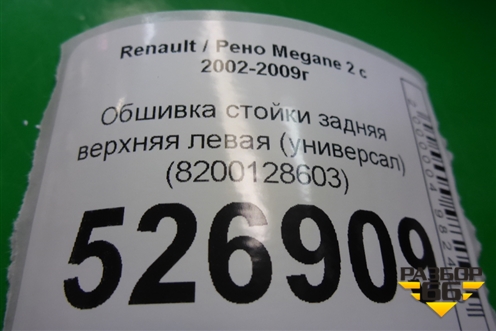 Renault / Рено Megane 2 с
2002-2009г
Обшивка стойки задняя
верхняя левая (универсал)
(8200128603)
526909
РАЗБОР
66